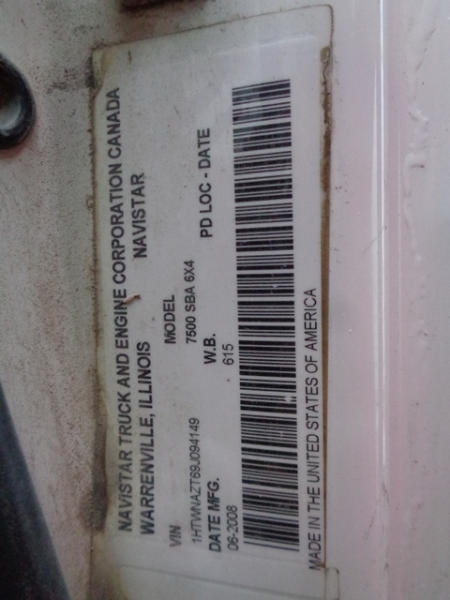 NAVISTAR TRUCK AND ENGINE CORPORATION CANADA
WARRENVILLE, ILLINOIS NAVISTAR
VIN MODEL
1HTWNAZT69J094149 7500 SBA 6X4
DATE MFG. W.B. PD LOC - DATE
06-2008 615
MADE IN THE UNITED STATES OF AMERICA